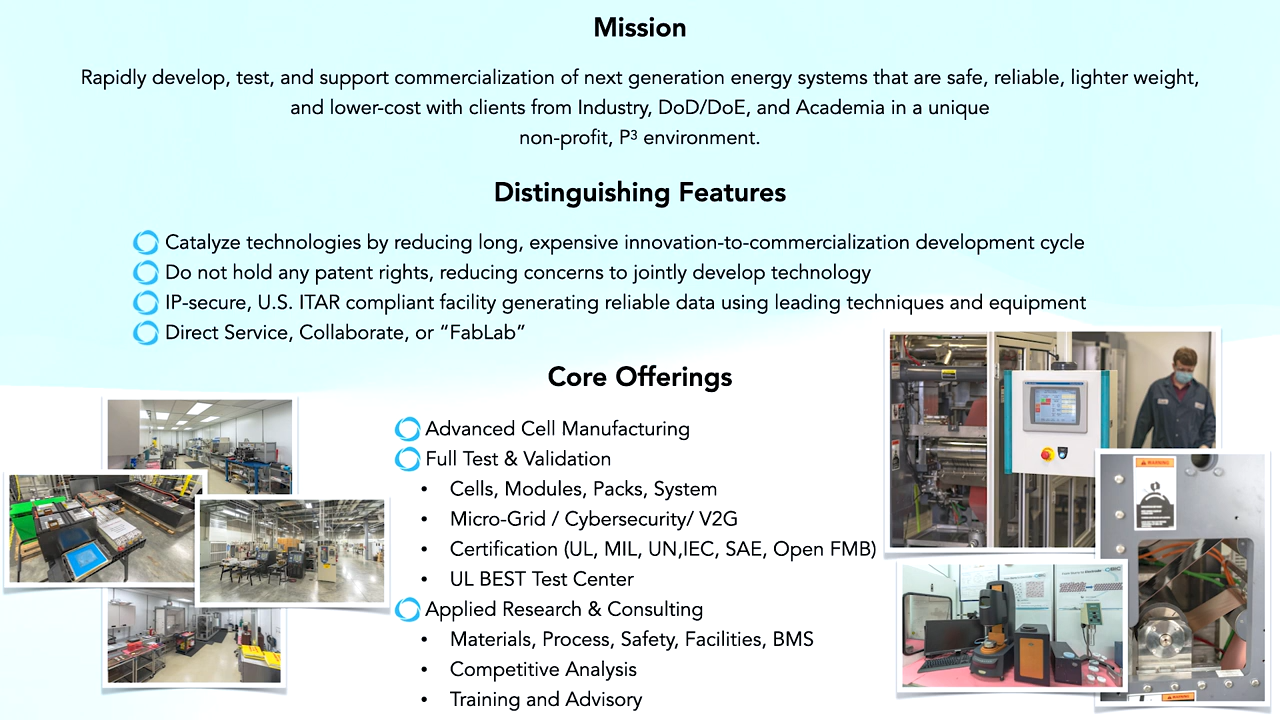 Mission
Rapidly develop, test, and support commercialization of next generation energy systems that are safe, reliable, lighter weight,
and lower-cost with clients from Industry, DoD/DoE, and Academia in a unique
non-profit, P³ environment.
Distinguishing Features
Catalyze technologies by reducing long, expensive innovation-to-commercialization development cycle
Do not hold any patent rights, reducing concerns to jointly develop technology
IP-secure, U.S. ITAR compliant facility generating reliable data using leading techniques and equipment
Direct Service, Collaborate, or “FabLab”
Core Offerings
Advanced Cell Manufacturing
Full Test & Validation
• Cells, Modules, Packs, System
• Micro-Grid / Cybersecurity/ V2G
• Certification (UL, MIL, UN,IEC, SAE, Open FMB)
• UL BEST Test Center
Applied Research & Consulting
• Materials, Process, Safety, Facilities, BMS
• Competitive Analysis
• Training and Advisory
WARNING
WARNING